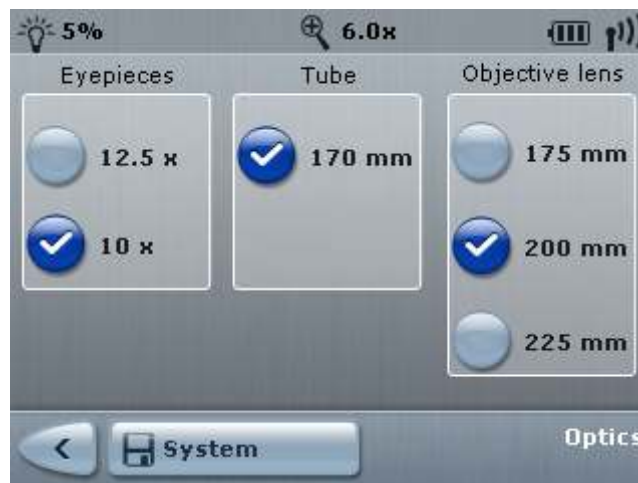 5% 6.0x
Eyepieces Tube Objective lens
12.5 x 170 mm 175 mm
10 x 200 mm
225 mm
System Optics